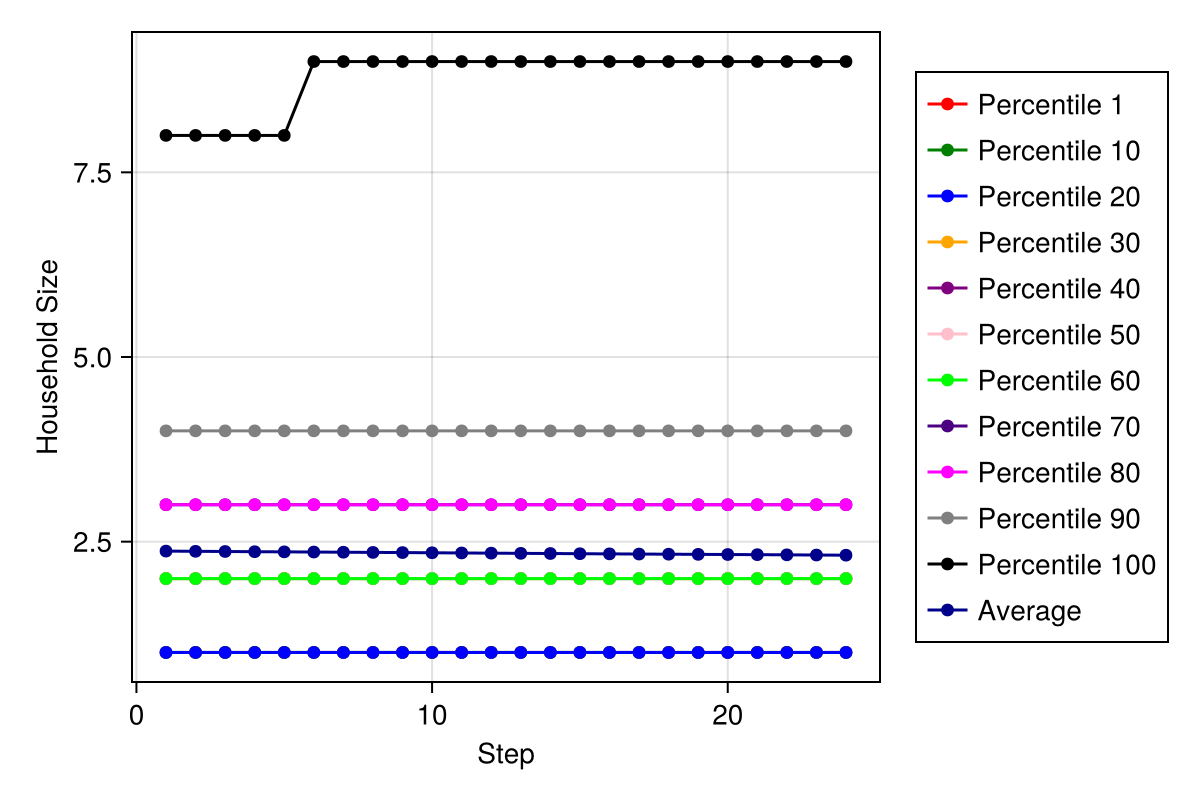 7.5
5.0
2.5
Household Size
0
10
20
Step
Percentile 1
Percentile 10
Percentile 20
Percentile 30
Percentile 40
Percentile 50
Percentile 60
Percentile 70
Percentile 80
Percentile 90
Percentile 100
Average